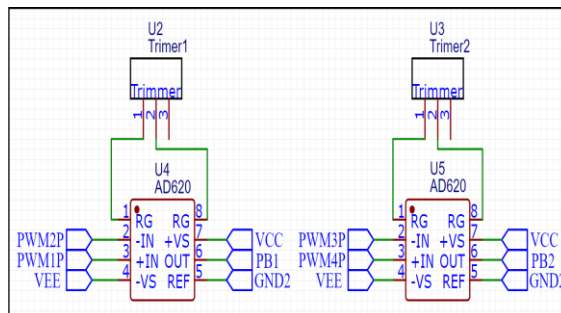 U2
Trimer1
Trimmer
1 2 3
U4
AD620
1 RG RG 8
PWM2P 2 -IN +VS 7 VCC
PWM1P 3 +IN OUT 6 PB1
VEE 4 -VS REF 5 GND2
U3
Trimer2
Trimmer
1 2 3
U5
AD620
1 RG RG 8
PWM3P 2 -IN +VS 7 VCC
PWM4P 3 +IN OUT 6 PB2
VEE 4 -VS REF 5 GND2